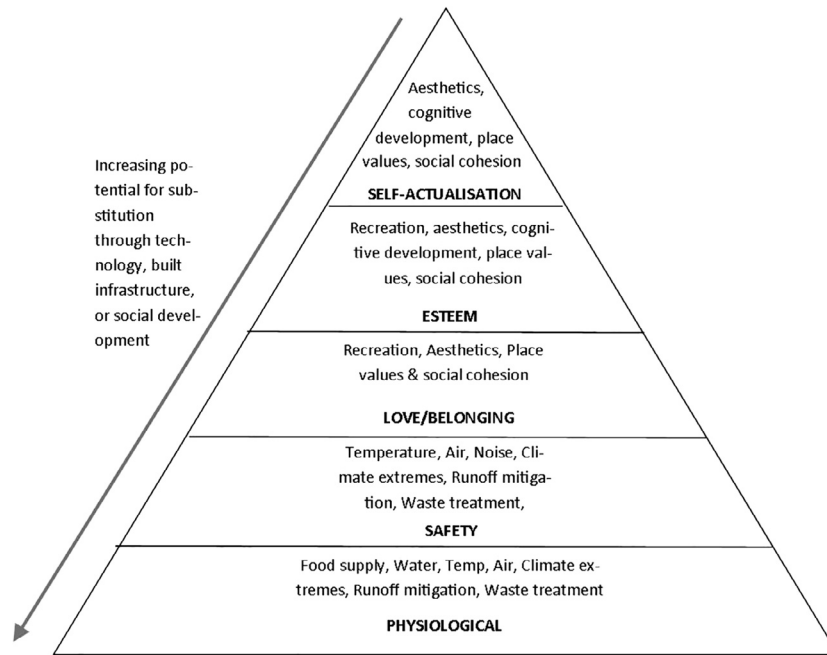 Aesthetics,
cognitive
development, place
values, social cohesion
SELF-ACTUALISATION
Increasing po-
tential for sub-
stitution
through tech-
nology, built
infrastructure,
or social devel-
opment
Recreation, aesthetics, cogni-
tive development, place val-
ues, social cohesion
ESTEEM
Recreation, Aesthetics, Place
values & social cohesion
LOVE/BELONGING
Temperature, Air, Noise, Cli-
mate extremes, Runoff mitiga-
tion, Waste treatment,
SAFETY
Food supply, Water, Temp, Air, Climate ex-
tremes, Runoff mitigation, Waste treatment
PHYSIOLOGICAL